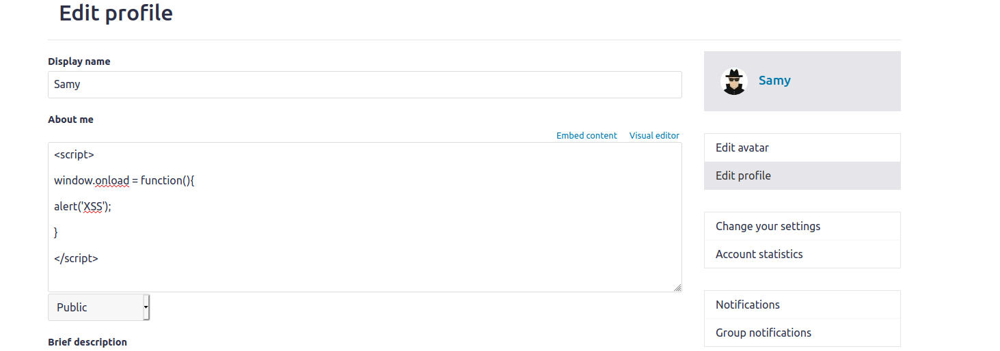 Edit profile
Display name
Samy
About me
Embed content Visual editor
<script>
window.onload = function(){
alert('XSS');
}
</script>
Public
Brief description
Samy
Edit avatar
Edit profile
Change your settings
Account statistics
Notifications
Group notifications